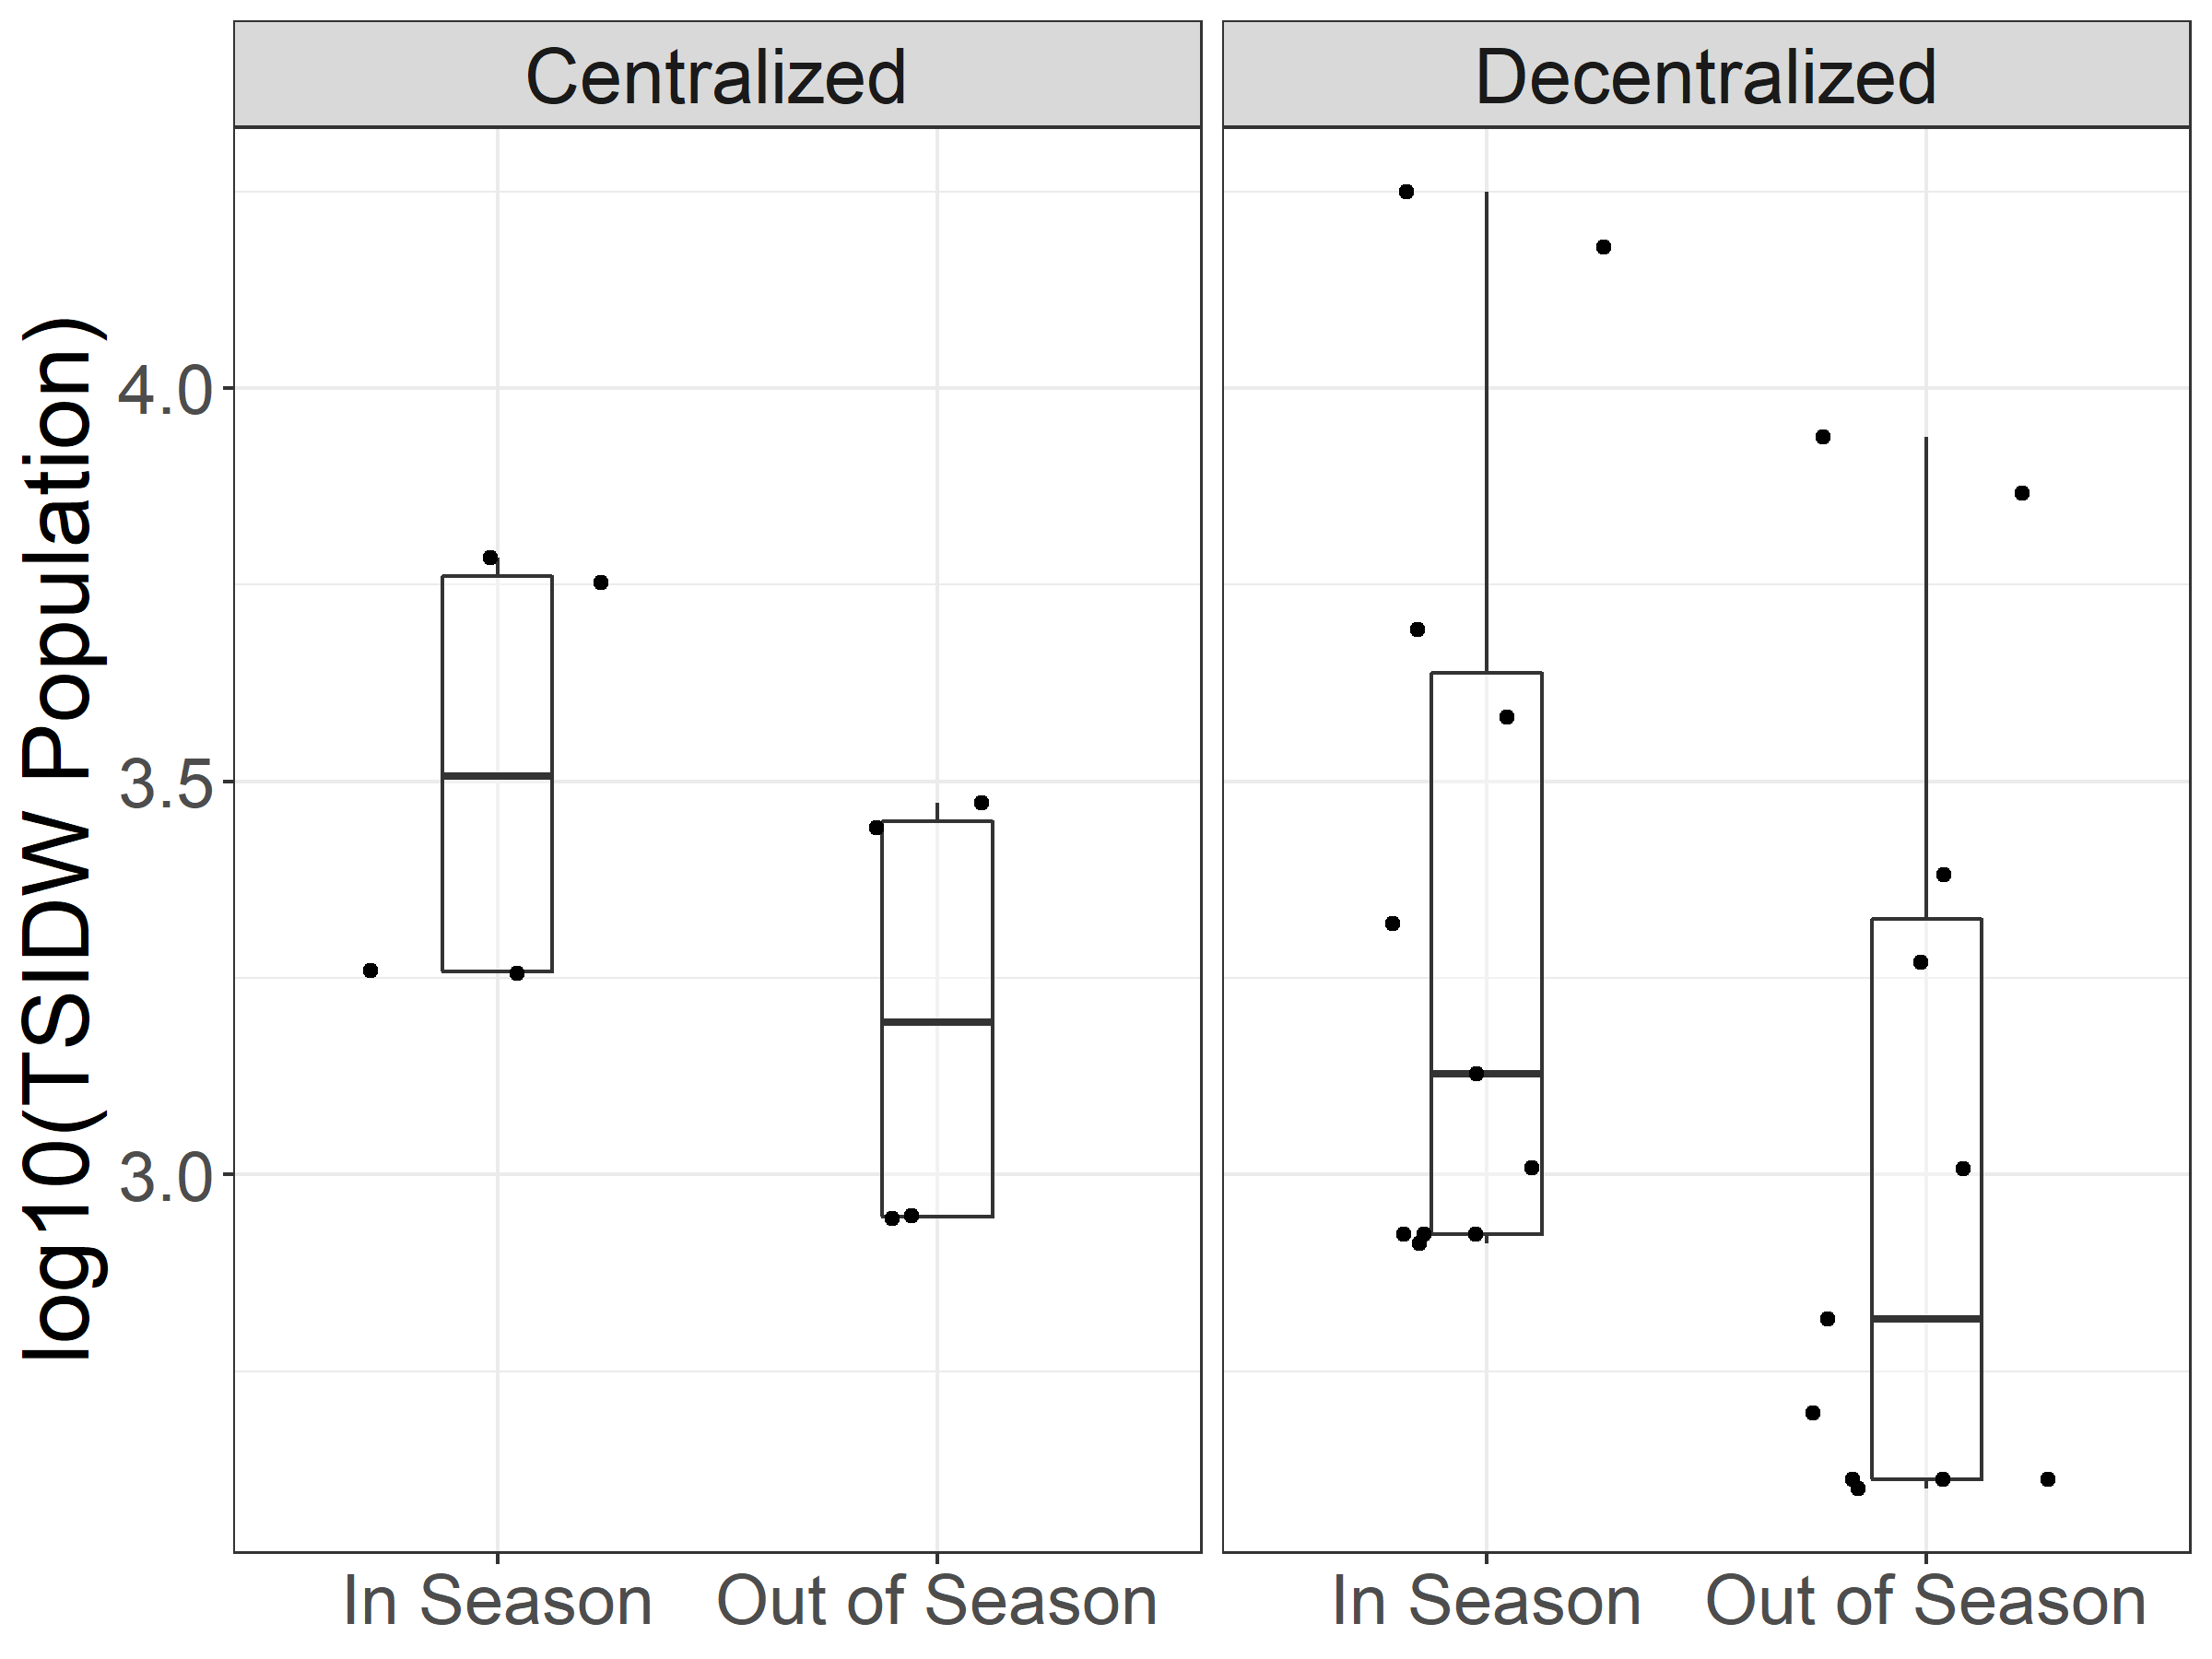 Centralized
Decentralized
log10(TSIDW Population)
4.0
3.5
3.0
In Season
Out of Season
In Season
Out of Season